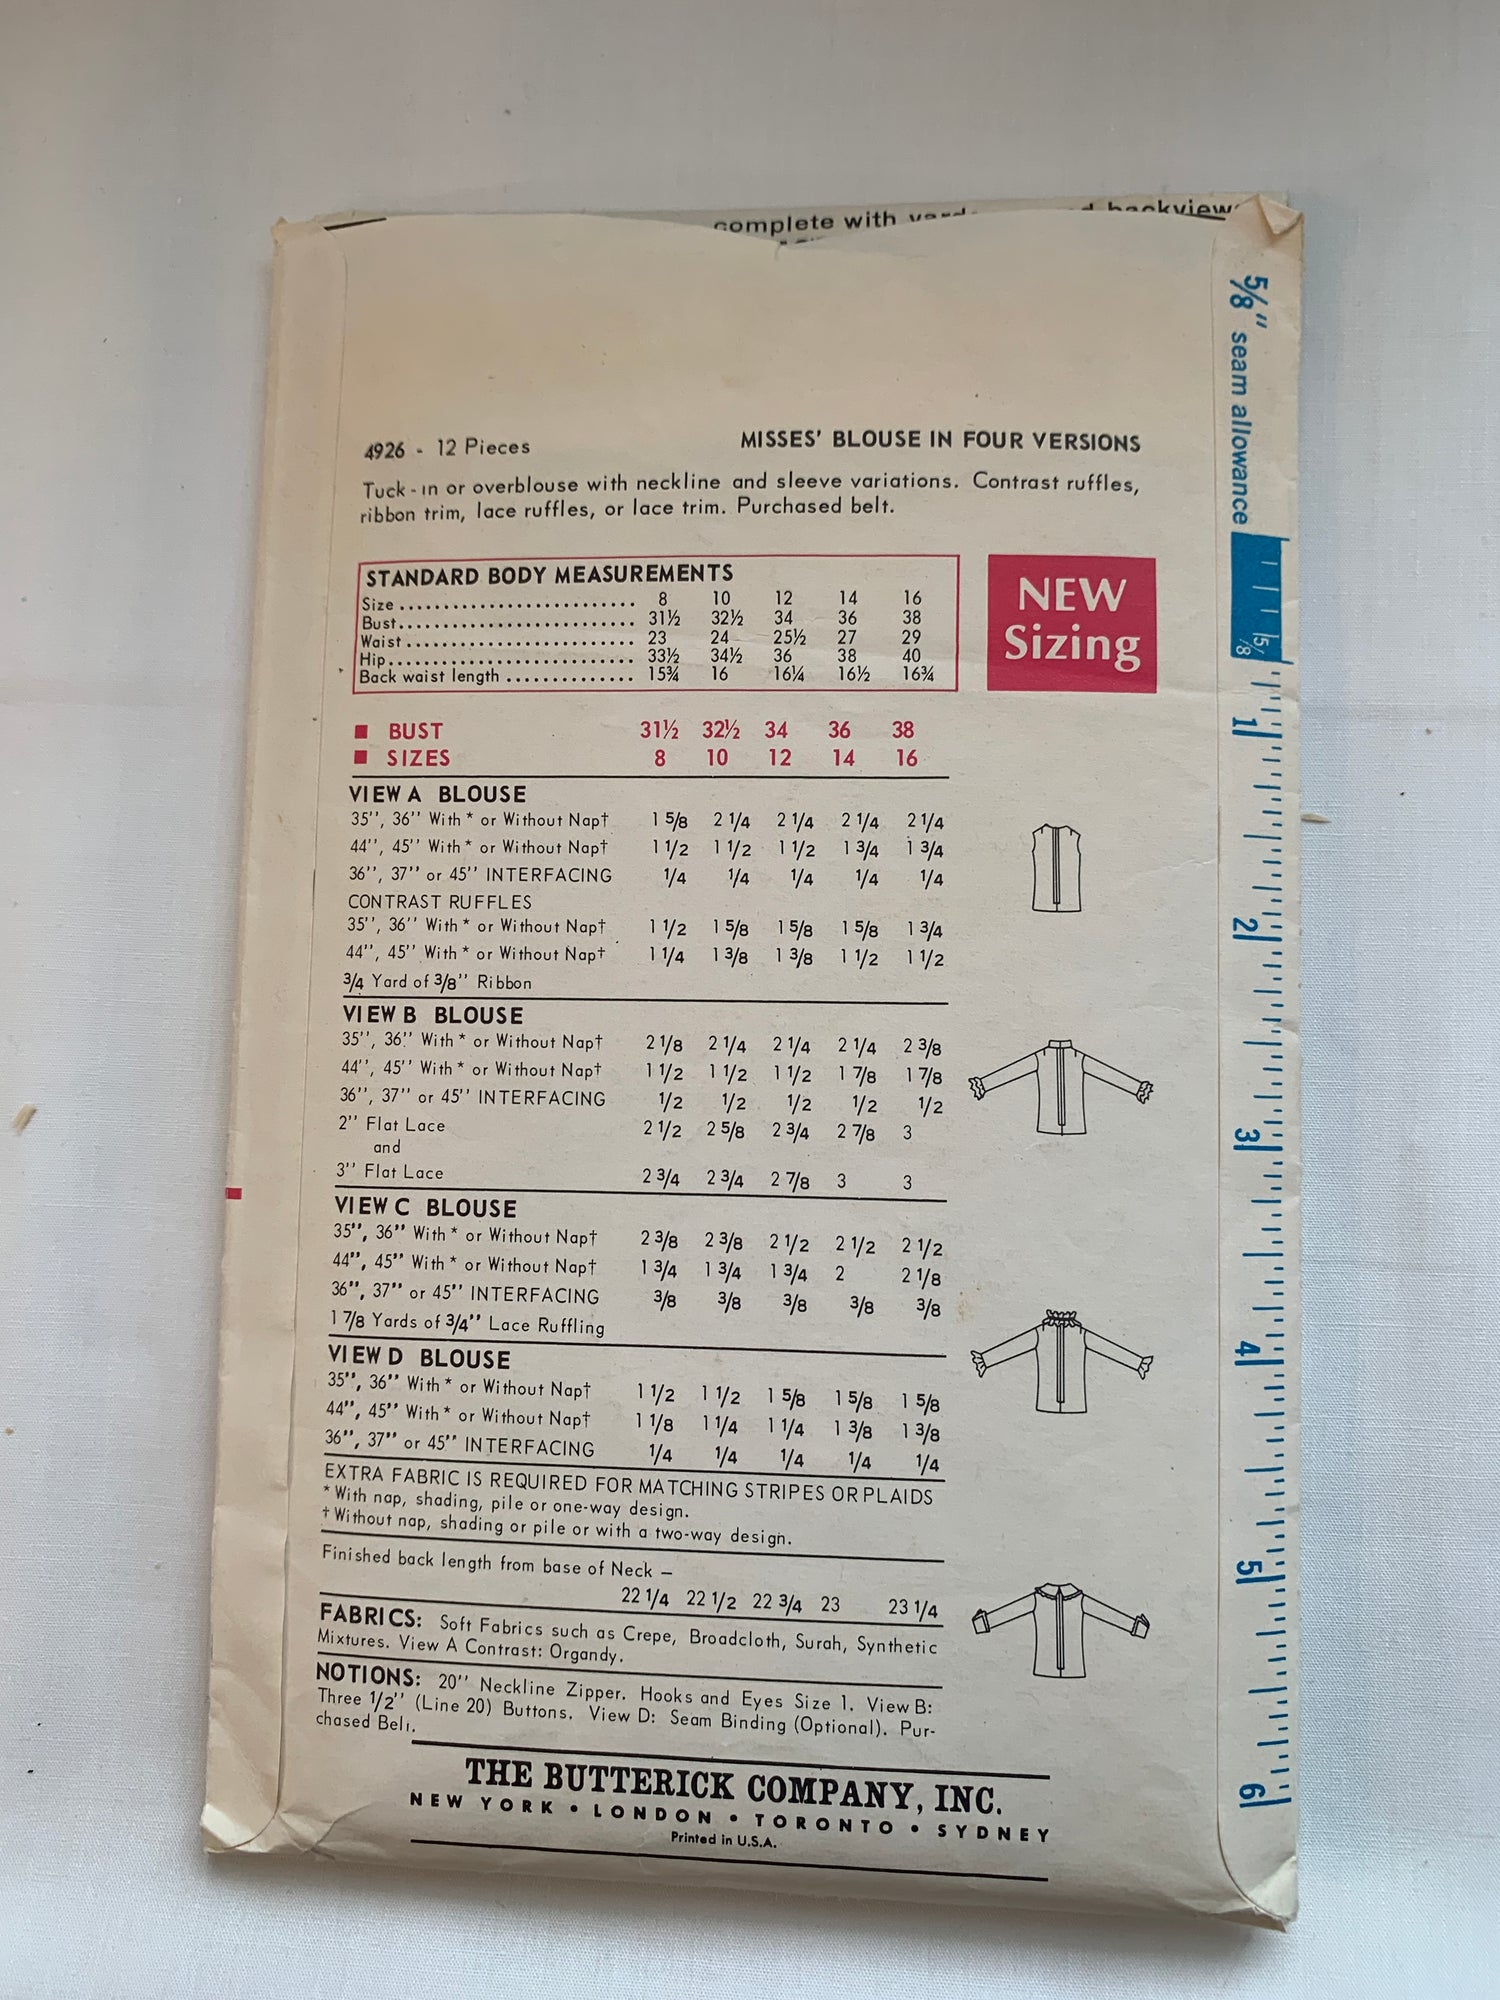 complete with
backview
4926 - 12 Pieces
MISSES' BLOUSE IN FOUR VERSIONS
Tuck-in or overblouse with neckline and sleeve variations. Contrast ruffles,
ribbon trim, lace ruffles, or lace trim. Purchased belt.
STANDARD BODY MEASUREMENTS
Size ........................... 8 10 12 14 16
Bust........................... 31½ 32½ 34 36 38
Waist .......................... 23 24 25½ 27 29
Hip............................ 33½ 34½ 36 38 40
Back waist length ............... 15¾ 16 16¼ 16½ 16¾
NEW
Sizing
■ BUST 31½ 32½ 34 36 38
■ SIZES 8 10 12 14 16
VIEW A BLOUSE
35'', 36'' With * or Without Nap† 1 5/8 2 1/4 2 1/4 2 1/4 2 1/4
44'', 45'' With * or Without Nap† 1 1/2 1 1/2 1 1/2 1 3/4 1 3/4
36'', 37'' or 45'' INTERFACING 1/4 1/4 1/4 1/4 1/4
CONTRAST RUFFLES
35'', 36'' With * or Without Nap† 1 1/2 1 5/8 1 5/8 1 5/8 1 3/4
44'', 45'' With * or Without Nap† 1 1/4 1 3/8 1 3/8 1 1/2 1 1/2
3/4 Yard of 3/8'' Ribbon
VIEW B BLOUSE
35'', 36'' With * or Without Nap† 2 1/8 2 1/4 2 1/4 2 1/4 2 3/8
44'', 45'' With * or Without Nap† 1 1/2 1 1/2 1 1/2 1 7/8 1 7/8
36'', 37'' or 45'' INTERFACING 1/2 1/2 1/2 1/2 1/2
2'' Flat Lace 2 1/2 2 5/8 2 3/4 2 7/8 3
and
3'' Flat Lace 2 3/4 2 3/4 2 7/8 3 3
VIEW C BLOUSE
35'', 36'' With * or Without Nap† 2 3/8 2 3/8 2 1/2 2 1/2 2 1/2
44'', 45'' With * or Without Nap† 1 3/4 1 3/4 1 3/4 2 2 1/8
36'', 37'' or 45'' INTERFACING 3/8 3/8 3/8 3/8 3/8
1 7/8 Yards of 3/4'' Lace Ruffling
VIEW D BLOUSE
35'', 36'' With * or Without Nap† 1 1/2 1 1/2 1 5/8 1 5/8 1 5/8
44'', 45'' With * or Without Nap† 1 1/8 1 1/4 1 1/4 1 3/8 1 3/8
36'', 37'' or 45'' INTERFACING 1/4 1/4 1/4 1/4 1/4
EXTRA FABRIC IS REQUIRED FOR MATCHING STRIPES OR PLAIDS
* With nap, shading, pile or one-way design.
† Without nap, shading or pile or with a two-way design.
Finished back length from base of Neck —
22 1/4 22 1/2 22 3/4 23 23 1/4
FABRICS: Soft Fabrics such as Crepe, Broadcloth, Surah, Synthetic
Mixtures. View A Contrast: Organdy.
NOTIONS: 20'' Neckline Zipper. Hooks and Eyes Size 1. View B:
Three 1/2'' (Line 20) Buttons. View D: Seam Binding (Optional). Pur-
chased Belt.
THE BUTTERICK COMPANY, INC.
NEW YORK • LONDON • TORONTO • SYDNEY
Printed in U.S.A.
5/8" seam allowance
5/8
1
2
3
4
5
6